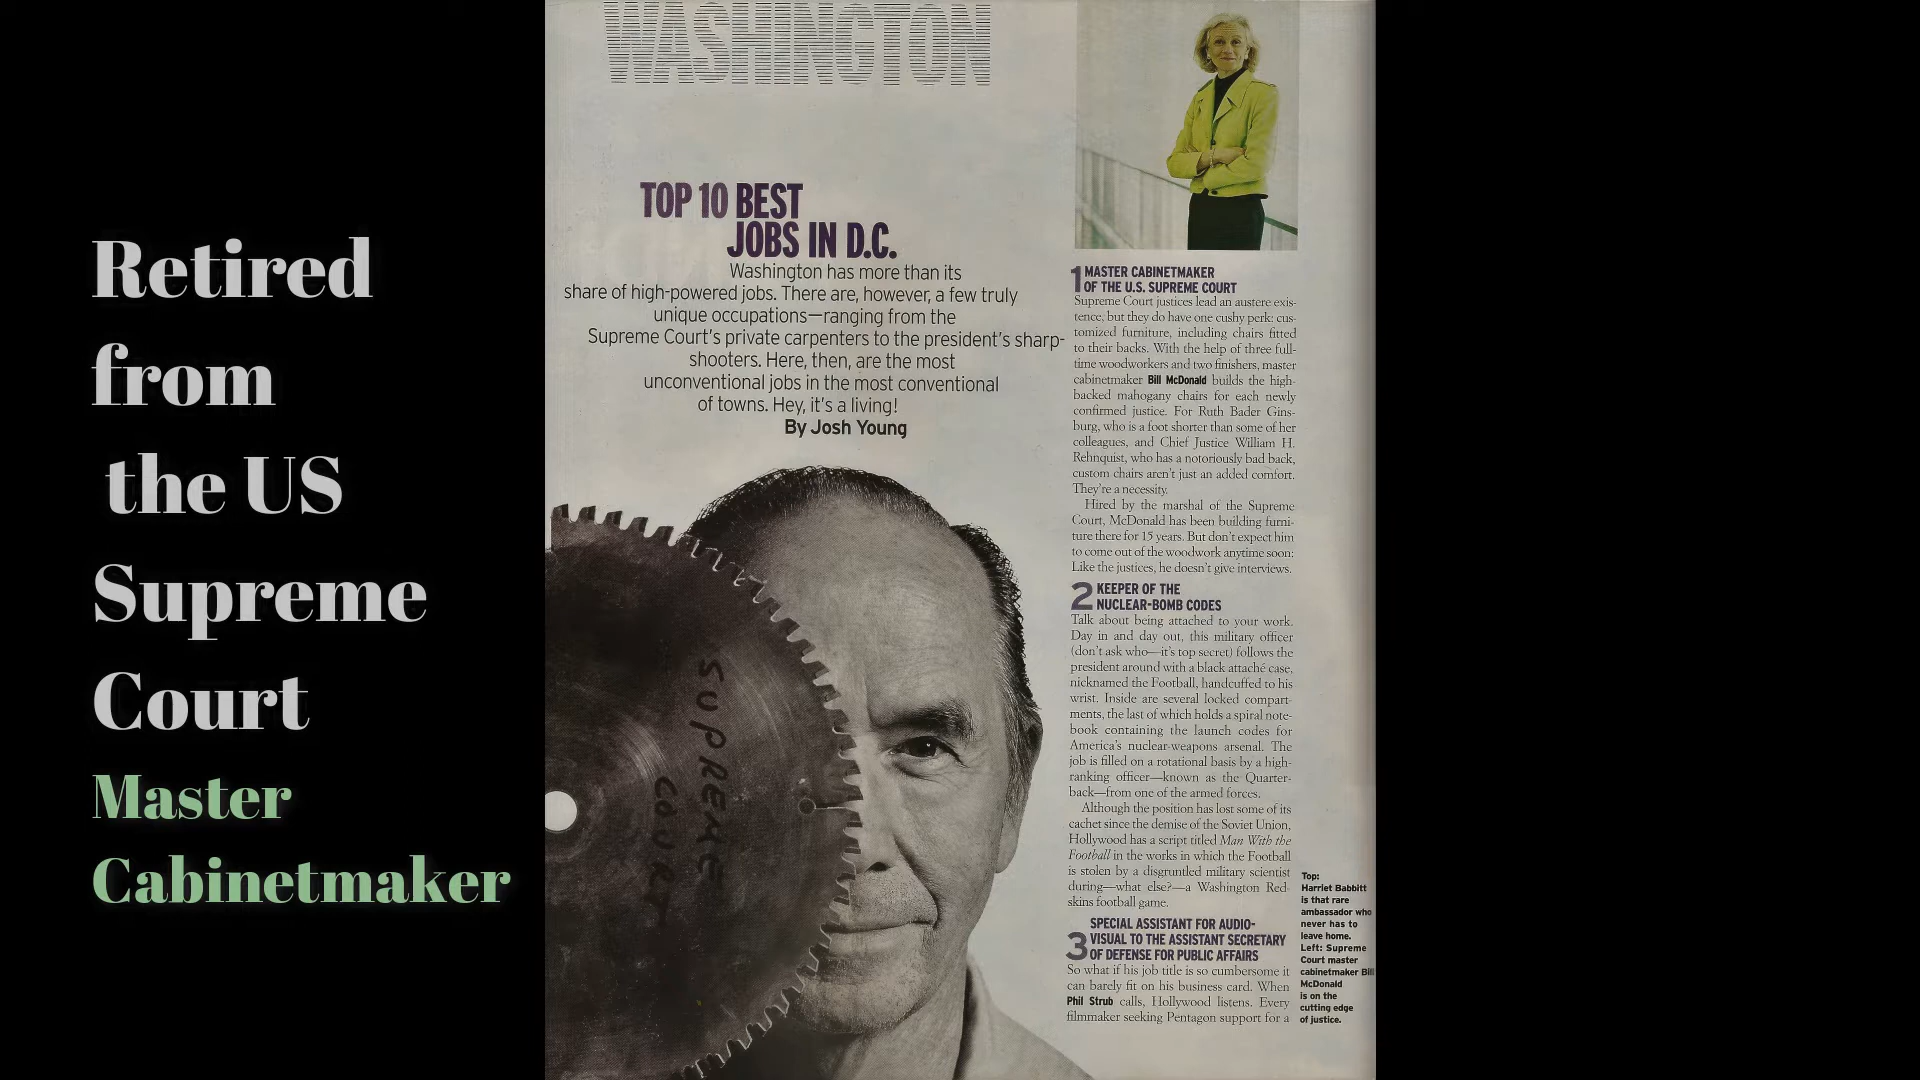 Retired
from
the US
Supreme
Court
Master
Cabinetmaker
WASHINGTON
TOP 10 BEST
JOBS IN D.C.
Washington has more than its
share of high-powered jobs. There are, however, a few truly
unique occupations—ranging from the
Supreme Court's private carpenters to the president's sharp-
shooters. Here, then, are the most
unconventional jobs in the most conventional
of towns. Hey, it's a living!
By Josh Young
SUPREME
COURT
1 MASTER CABINETMAKER
OF THE U.S. SUPREME COURT
Supreme Court justices lead an austere exis-
tence, but they do have one cushy perk: cus-
tomized furniture, including chairs fitted
to their backs. With the help of three full-
time woodworkers and two finishers, master
cabinetmaker Bill McDonald builds the high-
backed mahogany chairs for each newly
confirmed justice. For Ruth Bader Gins-
burg, who is a foot shorter than some of her
colleagues, and Chief Justice William H.
Rehnquist, who has a notoriously bad back,
custom chairs aren't just an added comfort.
They're a necessity.
Hired by the marshal of the Supreme
Court, McDonald has been building furni-
ture there for 15 years. But don't expect him
to come out of the woodwork anytime soon:
Like the justices, he doesn't give interviews.
2 KEEPER OF THE
NUCLEAR-BOMB CODES
Talk about being attached to your work.
Day in and day out, this military officer
(don't ask who—it's top secret) follows the
president around with a black attaché case,
nicknamed the Football, handcuffed to his
wrist. Inside are several locked compart-
ments, the last of which holds a spiral note-
book containing the launch codes for
America's nuclear-weapons arsenal. The
job is filled on a rotational basis by a high-
ranking officer—known as the Quarter-
back—from one of the armed forces.
Although the position has lost some of its
cachet since the demise of the Soviet Union,
Hollywood has a script titled Man With the
Football in the works in which the Football
is stolen by a disgruntled military scientist
during—what else?—a Washington Red-
skins football game.
3 SPECIAL ASSISTANT FOR AUDIO-
VISUAL TO THE ASSISTANT SECRETARY
OF DEFENSE FOR PUBLIC AFFAIRS
So what if his job title is so cumbersome it
can barely fit on his business card. When
Phil Strub calls, Hollywood listens. Every
filmmaker seeking Pentagon support for a
Top:
Harriet Babbitt
is that rare
ambassador who
never has to
leave home.
Left: Supreme
Court master
cabinetmaker Bill
McDonald
is on the
cutting edge
of justice.